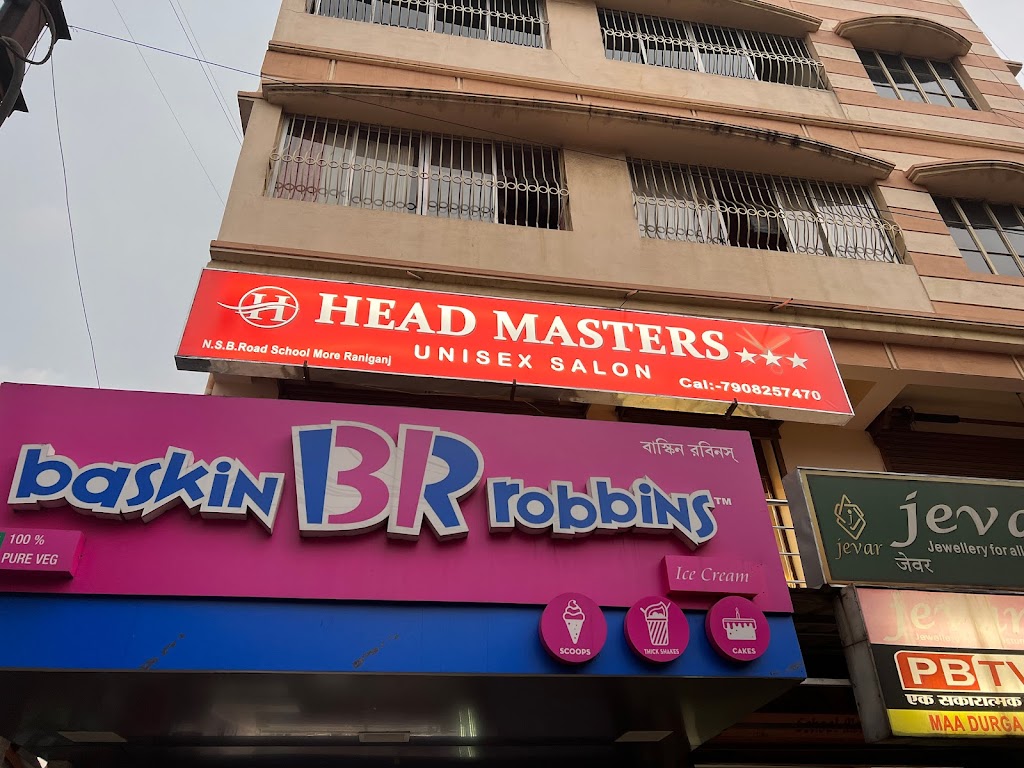 H HEAD MASTERS
UNISEX SALON
N.S.B.Road School More Raniganj
Cal:-7908257470
বাস্কিন রবিনস্
baskin BR robbins™
100 %
PURE VEG
Ice Cream
SCOOPS
THICK SHAKES
CAKES
jeva
jevar
Jewellery for all
जेवर
PBTV
एक सकारात्मक
MAA DURGA